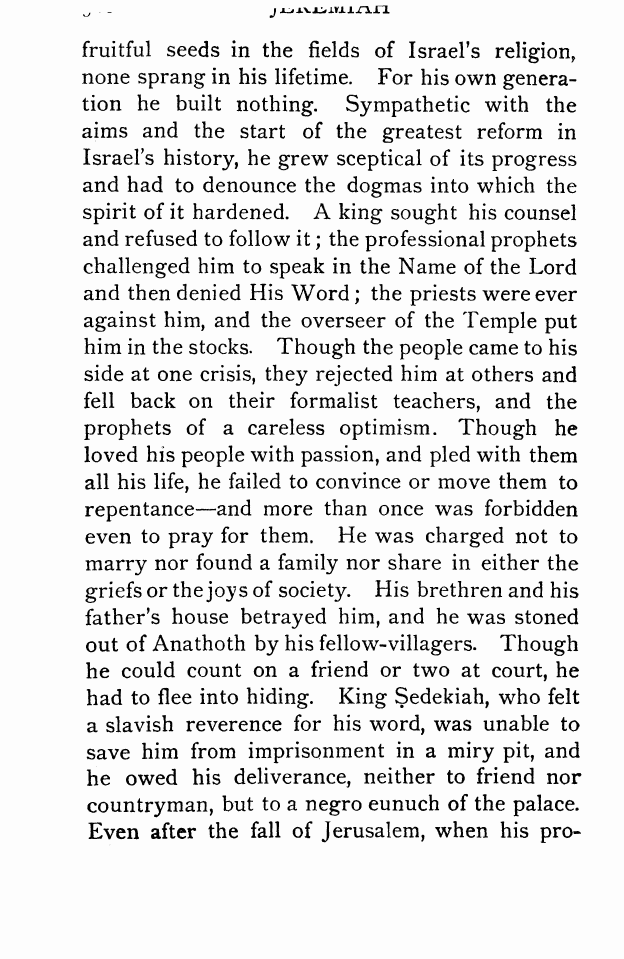 JEREMIAH
fruitful seeds in the fields of Israel's religion,
none sprang in his lifetime. For his own genera-
tion he built nothing. Sympathetic with the
aims and the start of the greatest reform in
Israel's history, he grew sceptical of its progress
and had to denounce the dogmas into which the
spirit of it hardened. A king sought his counsel
and refused to follow it ; the professional prophets
challenged him to speak in the Name of the Lord
and then denied His Word ; the priests were ever
against him, and the overseer of the Temple put
him in the stocks. Though the people came to his
side at one crisis, they rejected him at others and
fell back on their formalist teachers, and the
prophets of a careless optimism. Though he
loved his people with passion, and pled with them
all his life, he failed to convince or move them to
repentance—and more than once was forbidden
even to pray for them. He was charged not to
marry nor found a family nor share in either the
griefs or the joys of society. His brethren and his
father's house betrayed him, and he was stoned
out of Anathoth by his fellow-villagers. Though
he could count on a friend or two at court, he
had to flee into hiding. King Ṣedekiah, who felt
a slavish reverence for his word, was unable to
save him from imprisonment in a miry pit, and
he owed his deliverance, neither to friend nor
countryman, but to a negro eunuch of the palace.
Even after the fall of Jerusalem, when his pro-